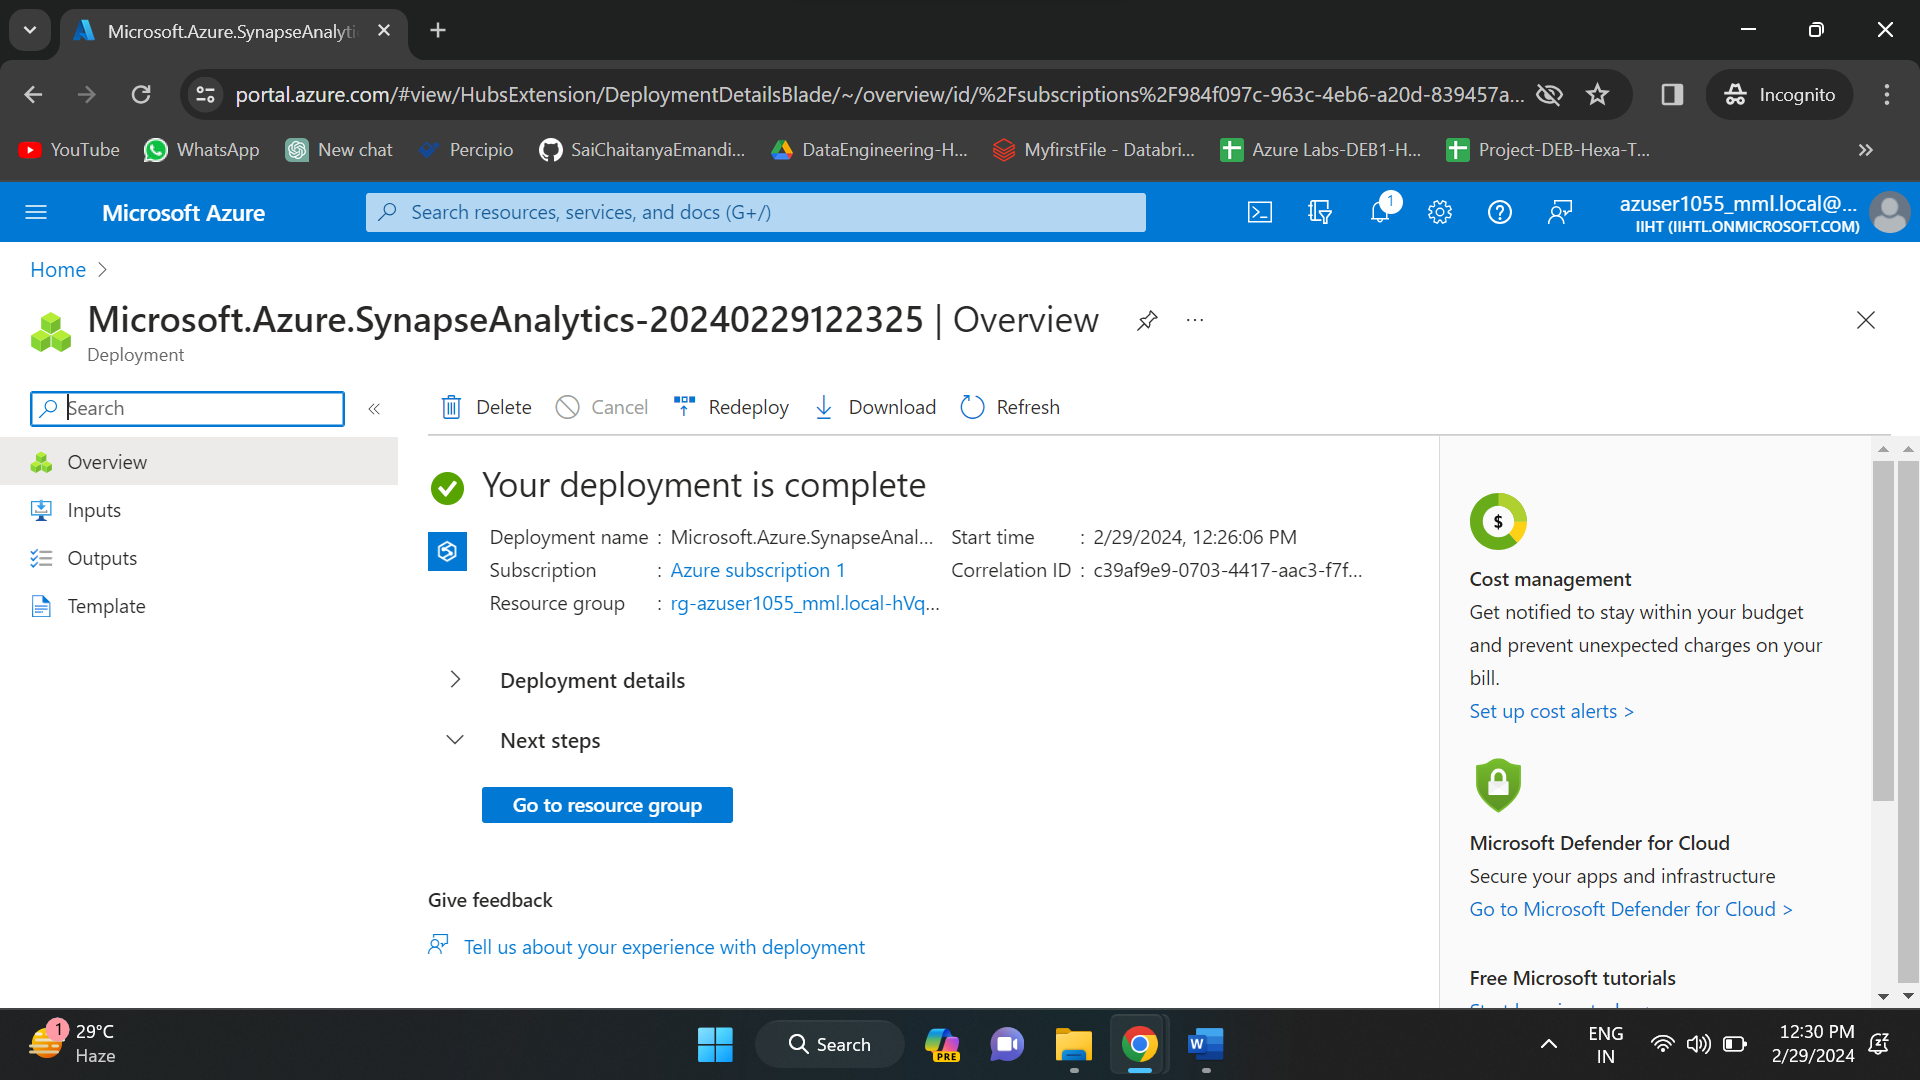 Microsoft.Azure.SynapseAnalyti
portal.azure.com/#view/HubsExtension/DeploymentDetailsBlade/~/overview/id/%2Fsubscriptions%2F984f097c-963c-4eb6-a20d-839457a...
Incognito
YouTube
WhatsApp
New chat
Percipio
SaiChaitanyaEmandi...
DataEngineering-H...
MyfirstFile - Databri...
Azure Labs-DEB1-H...
Project-DEB-Hexa-T...
Microsoft Azure
Search resources, services, and docs (G+/)
1
azuser1055_mml.local@...
IIHT (IIHTL.ONMICROSOFT.COM)
Home
Microsoft.Azure.SynapseAnalytics-20240229122325 | Overview
Deployment
Search
Delete
Cancel
Redeploy
Download
Refresh
Overview
Inputs
Outputs
Template
Your deployment is complete
Deployment name : Microsoft.Azure.SynapseAnal...
Subscription : Azure subscription 1
Resource group : rg-azuser1055_mml.local-hVq...
Start time : 2/29/2024, 12:26:06 PM
Correlation ID : c39af9e9-0703-4417-aac3-f7f...
Deployment details
Next steps
Go to resource group
Give feedback
Tell us about your experience with deployment
$
Cost management
Get notified to stay within your budget
and prevent unexpected charges on your
bill.
Set up cost alerts >
Microsoft Defender for Cloud
Secure your apps and infrastructure
Go to Microsoft Defender for Cloud >
Free Microsoft tutorials
1
29°C
Haze
Search
PRE
W
ENG
IN
12:30 PM
2/29/2024